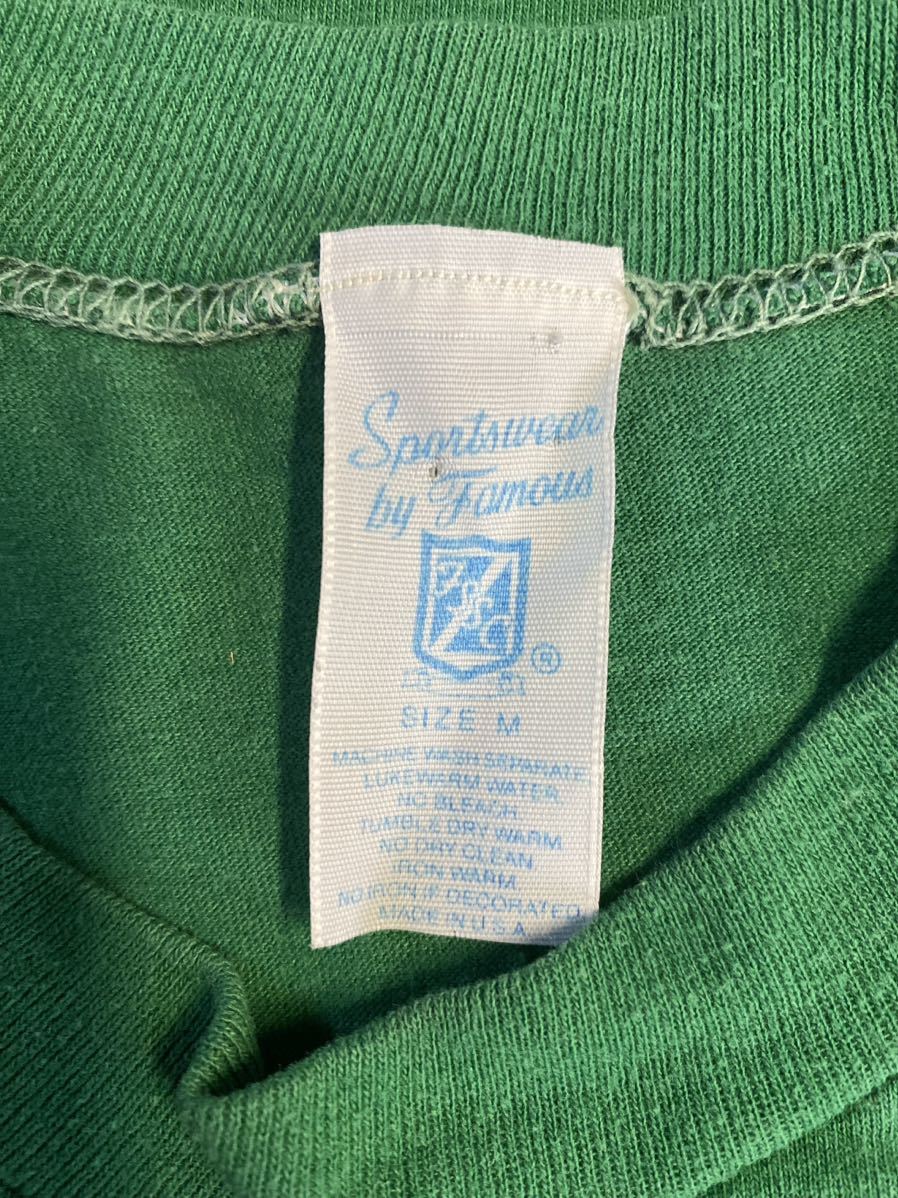 Sportswear
by Famous
®
SIZE M
MACHINE WASH SEPARATE
LUKEWARM WATER
NO BLEACH
TUMBLE DRY WARM
NO DRY CLEAN
IRON WARM
NO IRON IF DECORATED
MADE IN U.S.A.